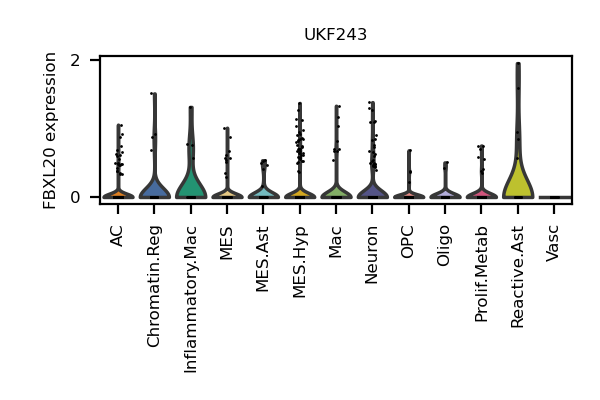 UKF243
FBXL20 expression
2
0
AC
Chromatin.Reg
Inflammatory.Mac
MES
MES.Ast
MES.Hyp
Mac
Neuron
OPC
Oligo
Prolif.Metab
Reactive.Ast
Vasc